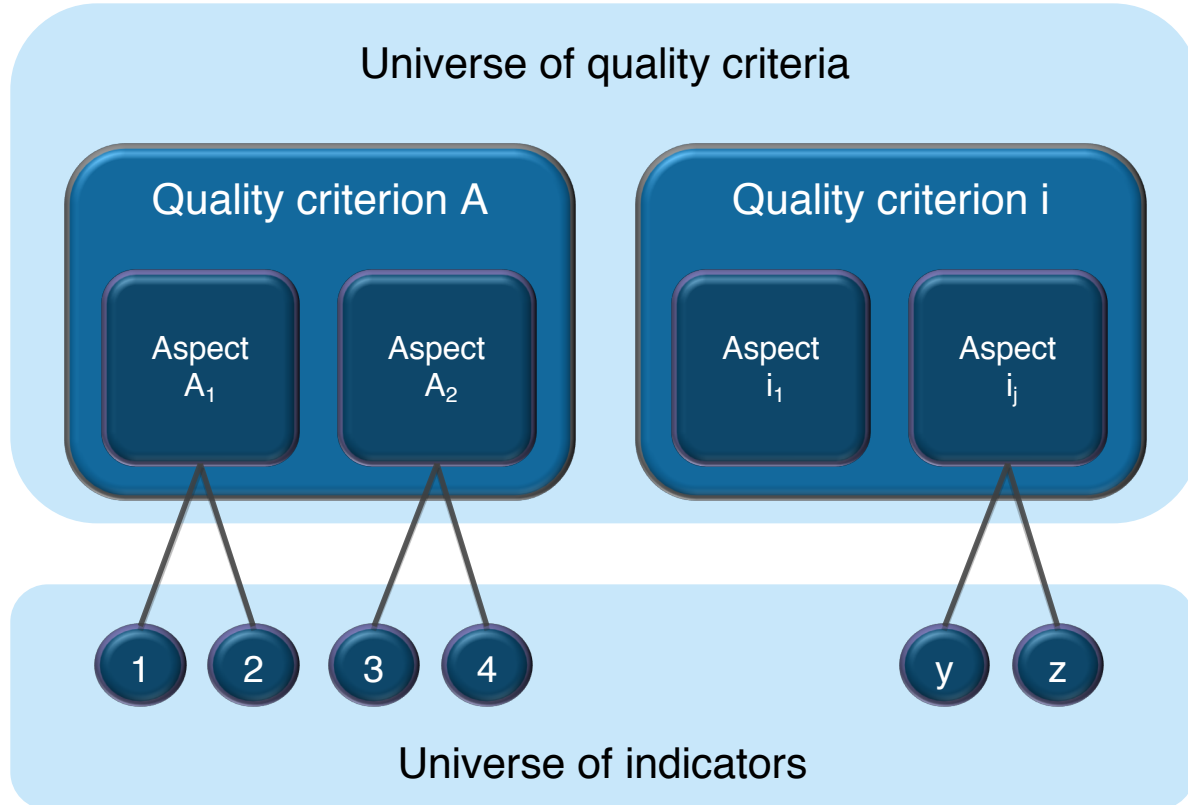 Universe of quality criteria
Quality criterion A
Quality criterion i
Aspect
A₁
Aspect
A₂
Aspect
i₁
Aspect
iⱼ
1
2
3
4
y
z
Universe of indicators